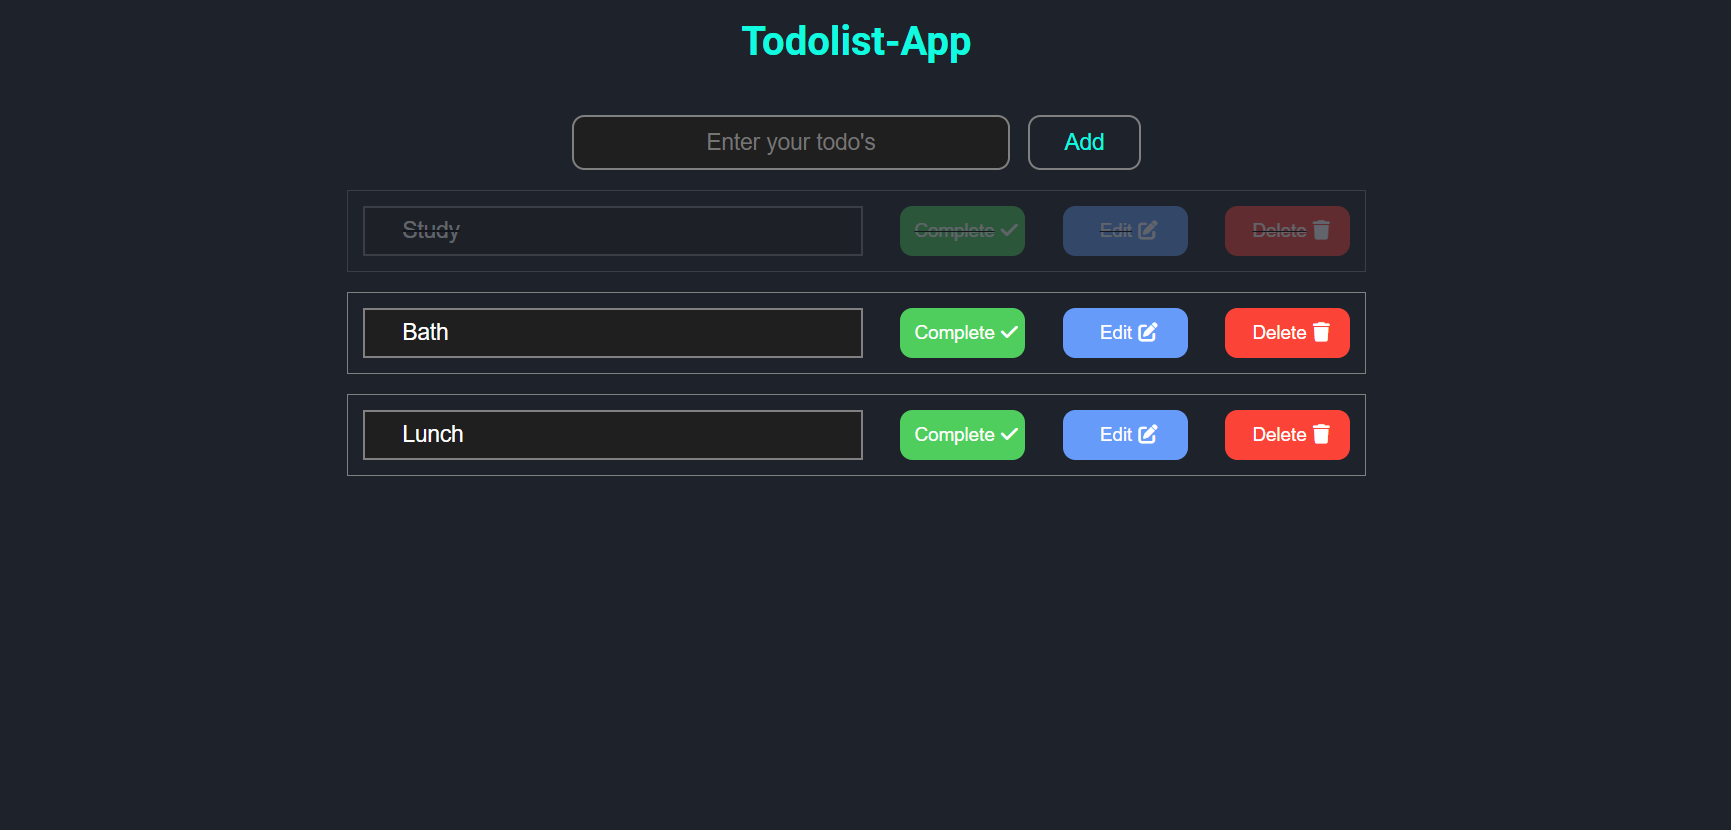 Todolist-App
Enter your todo's Add
Study Complete Edit Delete
Bath Complete Edit Delete
Lunch Complete Edit Delete